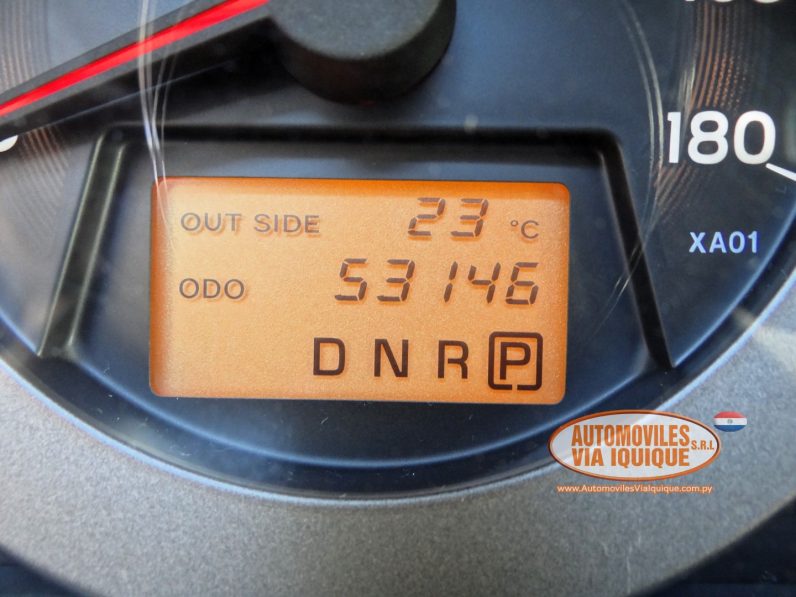 180
XA01
OUT SIDE 23 °C
ODO 53146
D N R P
AUTOMOVILES S.R.L
VIA IQUIQUE
www.AutomovilesViaIquique.com.py